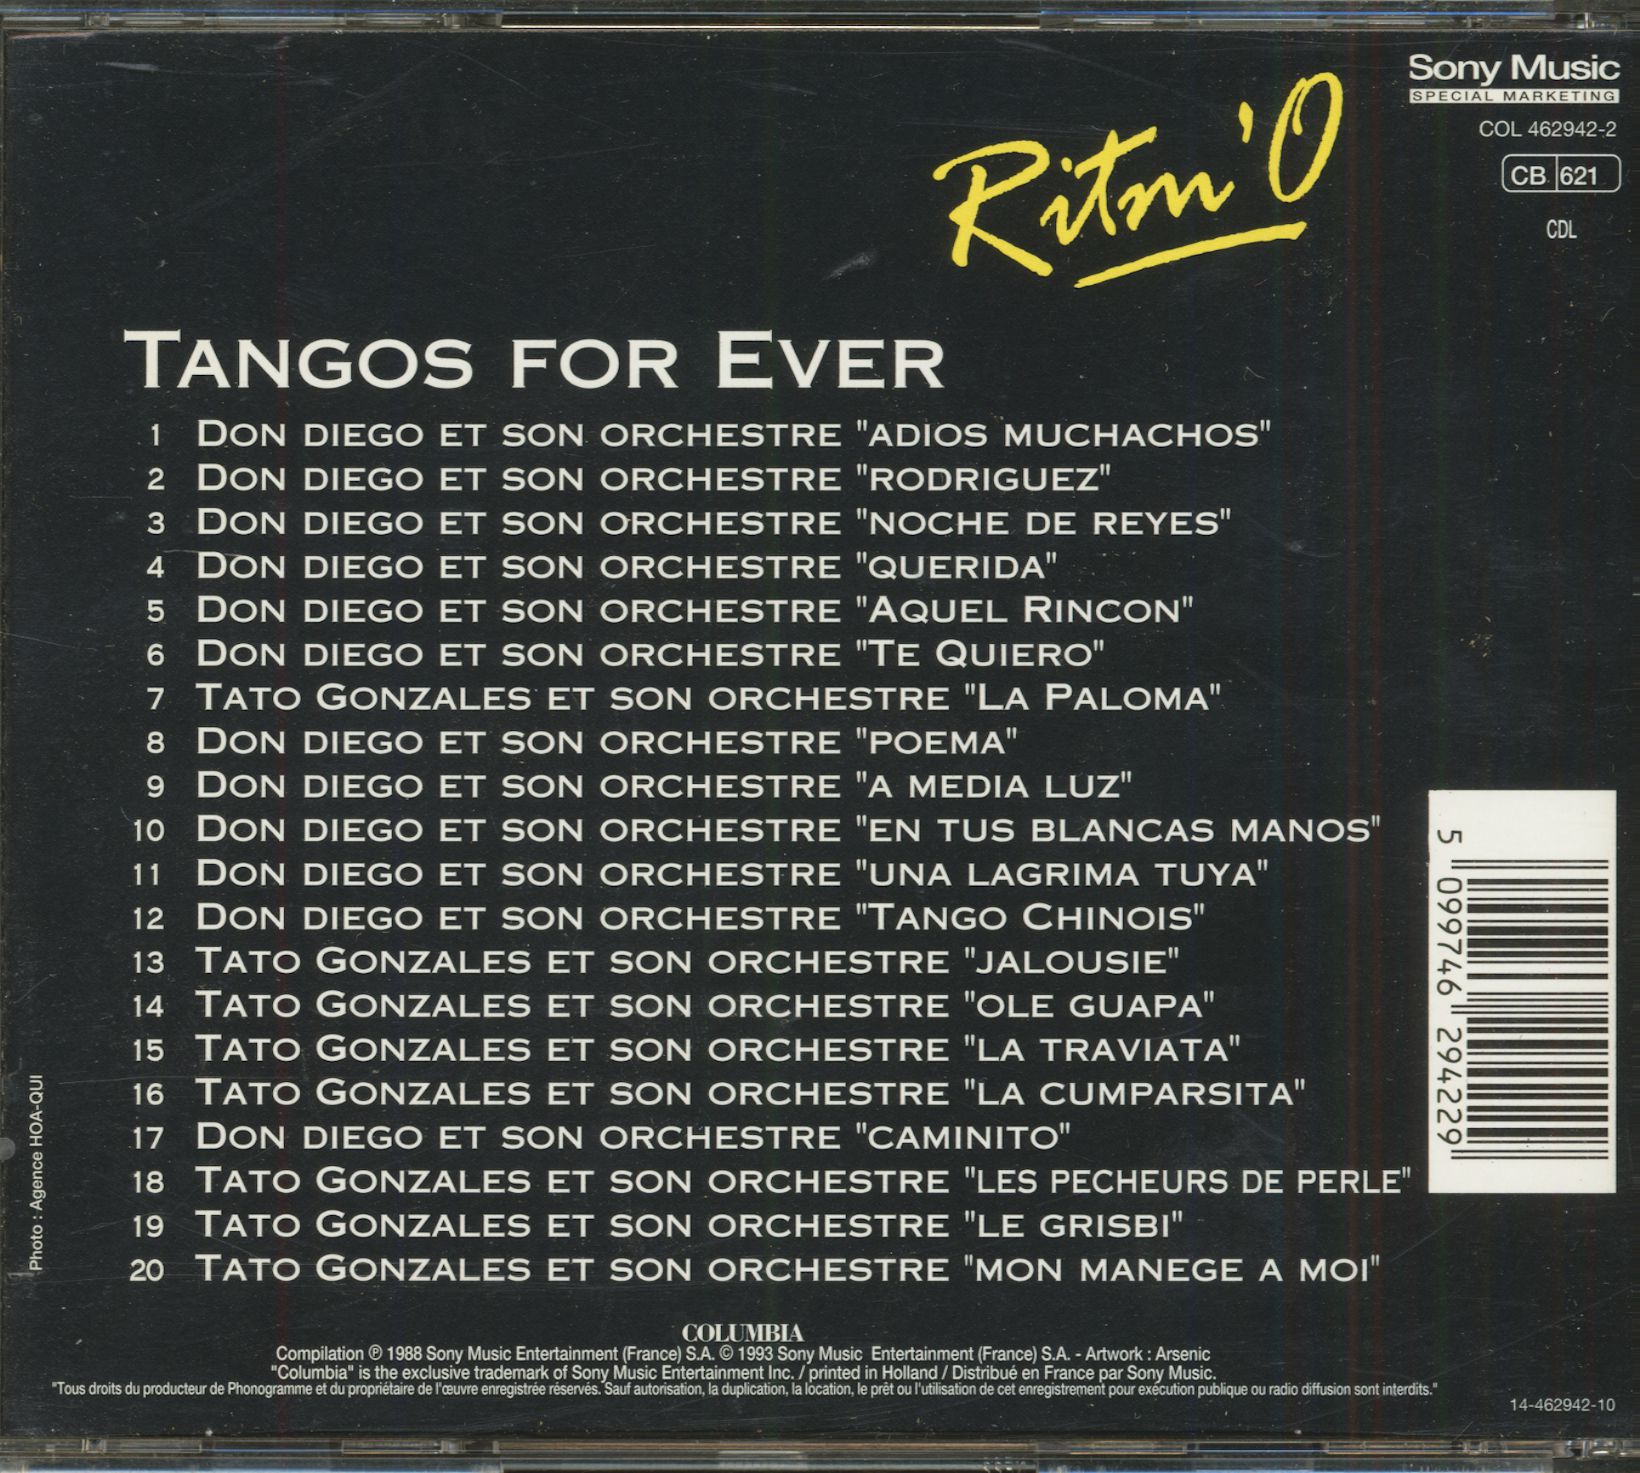 Sony Music
SPECIAL MARKETING
COL 462942-2
CB 621
CDL
Ritm'O
TANGOS FOR EVER
1 DON DIEGO ET SON ORCHESTRE "ADIOS MUCHACHOS"
2 DON DIEGO ET SON ORCHESTRE "RODRIGUEZ"
3 DON DIEGO ET SON ORCHESTRE "NOCHE DE REYES"
4 DON DIEGO ET SON ORCHESTRE "QUERIDA"
5 DON DIEGO ET SON ORCHESTRE "AQUEL RINCON"
6 DON DIEGO ET SON ORCHESTRE "TE QUIERO"
7 TATO GONZALES ET SON ORCHESTRE "LA PALOMA"
8 DON DIEGO ET SON ORCHESTRE "POEMA"
9 DON DIEGO ET SON ORCHESTRE "A MEDIA LUZ"
10 DON DIEGO ET SON ORCHESTRE "EN TUS BLANCAS MANOS"
11 DON DIEGO ET SON ORCHESTRE "UNA LAGRIMA TUYA"
12 DON DIEGO ET SON ORCHESTRE "TANGO CHINOIS"
13 TATO GONZALES ET SON ORCHESTRE "JALOUSIE"
14 TATO GONZALES ET SON ORCHESTRE "OLE GUAPA"
15 TATO GONZALES ET SON ORCHESTRE "LA TRAVIATA"
16 TATO GONZALES ET SON ORCHESTRE "LA CUMPARSITA"
17 DON DIEGO ET SON ORCHESTRE "CAMINITO"
18 TATO GONZALES ET SON ORCHESTRE "LES PECHEURS DE PERLE"
19 TATO GONZALES ET SON ORCHESTRE "LE GRISBI"
20 TATO GONZALES ET SON ORCHESTRE "MON MANEGE A MOI"
5 099746 294229
Photo : Agence HOA-QUI
COLUMBIA
Compilation ℗ 1988 Sony Music Entertainment (France) S.A. © 1993 Sony Music Entertainment (France) S.A. - Artwork : Arsenic
"Columbia" is the exclusive trademark of Sony Music Entertainment Inc. / printed in Holland / Distribué en France par Sony Music.
"Tous droits du producteur de Phonogramme et du propriétaire de l'œuvre enregistrée réservés. Sauf autorisation, la duplication, la location, le prêt ou l'utilisation de cet enregistrement pour exécution publique ou radio diffusion sont interdits."
14-462942-10